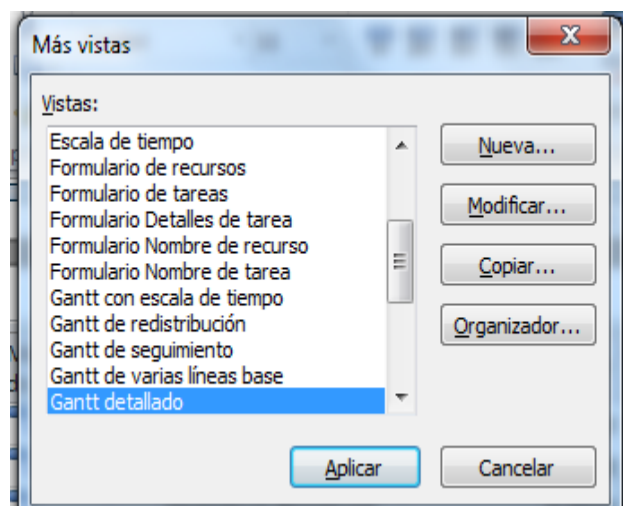 Más vistas
Vistas:
Escala de tiempo
Formulario de recursos
Formulario de tareas
Formulario Detalles de tarea
Formulario Nombre de recurso
Formulario Nombre de tarea
Gantt con escala de tiempo
Gantt de redistribución
Gantt de seguimiento
Gantt de varias líneas base
Gantt detallado
Nueva...
Modificar...
Copiar...
Organizador...
Aplicar
Cancelar